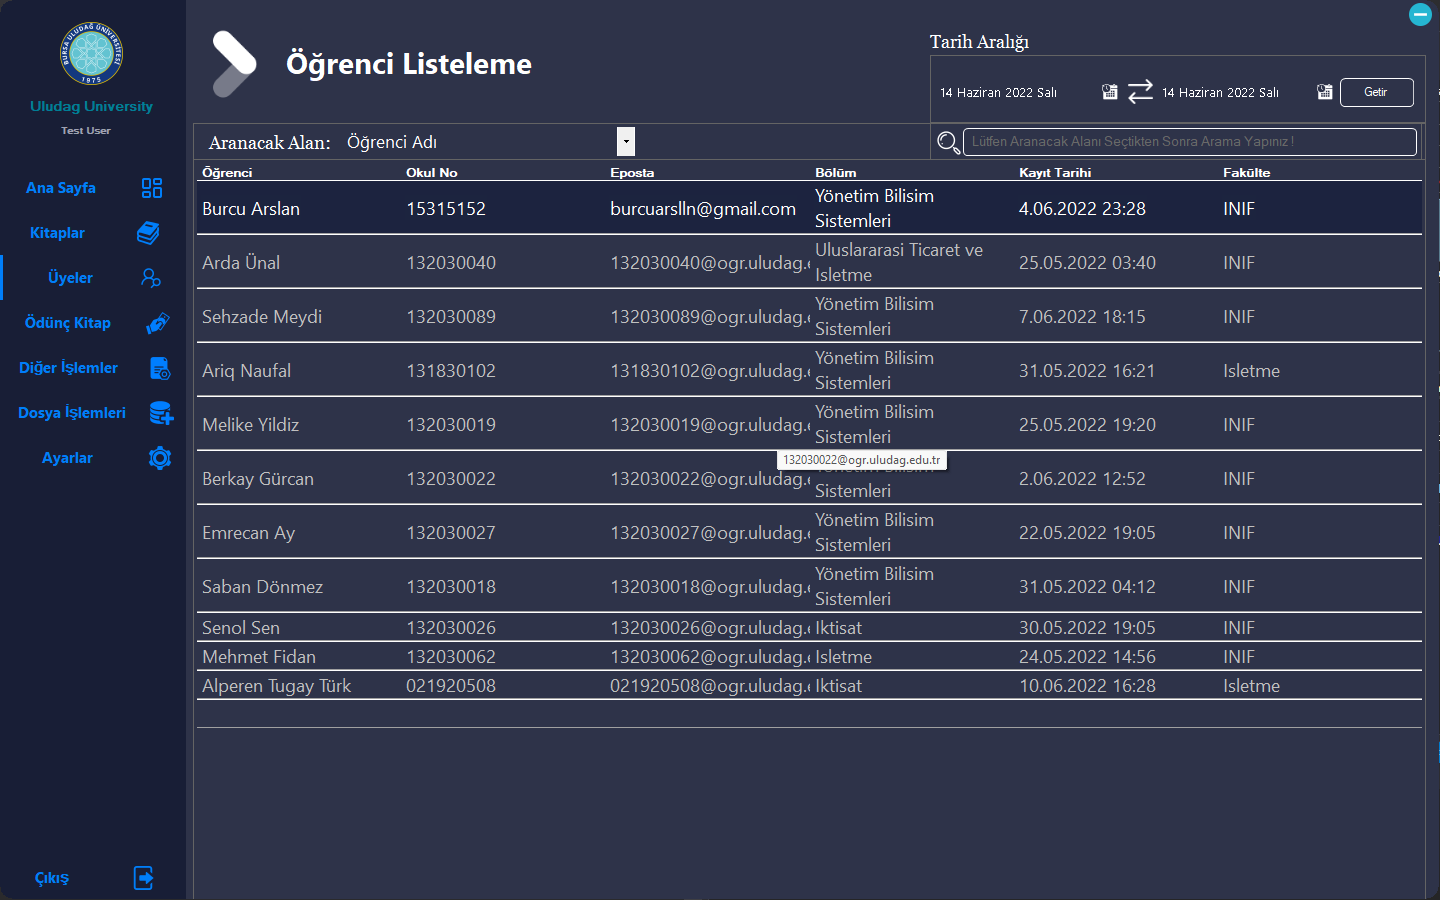 BURSA ULUDAĞ ÜNİVERSİTESİ
1975
Uludag University
Test User
Ana Sayfa
Kitaplar
Üyeler
Ödünç Kitap
Diğer İşlemler
Dosya İşlemleri
Ayarlar
Çıkış
Öğrenci Listeleme
Tarih Aralığı
14 Haziran 2022 Salı 14 Haziran 2022 Salı Getir
Aranacak Alan: Öğrenci Adı
Lütfen Aranacak Alanı Seçtikten Sonra Arama Yapınız !
Öğrenci Okul No Eposta Bölüm Kayıt Tarihi Fakülte
Burcu Arslan 15315152 burcuarslln@gmail.com Yönetim Bilisim Sistemleri 4.06.2022 23:28 INIF
Arda Ünal 132030040 132030040@ogr.uludag.e Uluslararasi Ticaret ve Isletme 25.05.2022 03:40 INIF
Sehzade Meydi 132030089 132030089@ogr.uludag.e Yönetim Bilisim Sistemleri 7.06.2022 18:15 INIF
Ariq Naufal 131830102 131830102@ogr.uludag.e Yönetim Bilisim Sistemleri 31.05.2022 16:21 Isletme
Melike Yildiz 132030019 132030019@ogr.uludag.e Yönetim Bilisim Sistemleri 25.05.2022 19:20 INIF
132030022@ogr.uludag.edu.tr
Berkay Gürcan 132030022 132030022@ogr.uludag.e Yönetim Bilisim Sistemleri 2.06.2022 12:52 INIF
Emrecan Ay 132030027 132030027@ogr.uludag.e Yönetim Bilisim Sistemleri 22.05.2022 19:05 INIF
Saban Dönmez 132030018 132030018@ogr.uludag.e Yönetim Bilisim Sistemleri 31.05.2022 04:12 INIF
Senol Sen 132030026 132030026@ogr.uludag.e Iktisat 30.05.2022 19:05 INIF
Mehmet Fidan 132030062 132030062@ogr.uludag.e Isletme 24.05.2022 14:56 INIF
Alperen Tugay Türk 021920508 021920508@ogr.uludag.e Iktisat 10.06.2022 16:28 Isletme